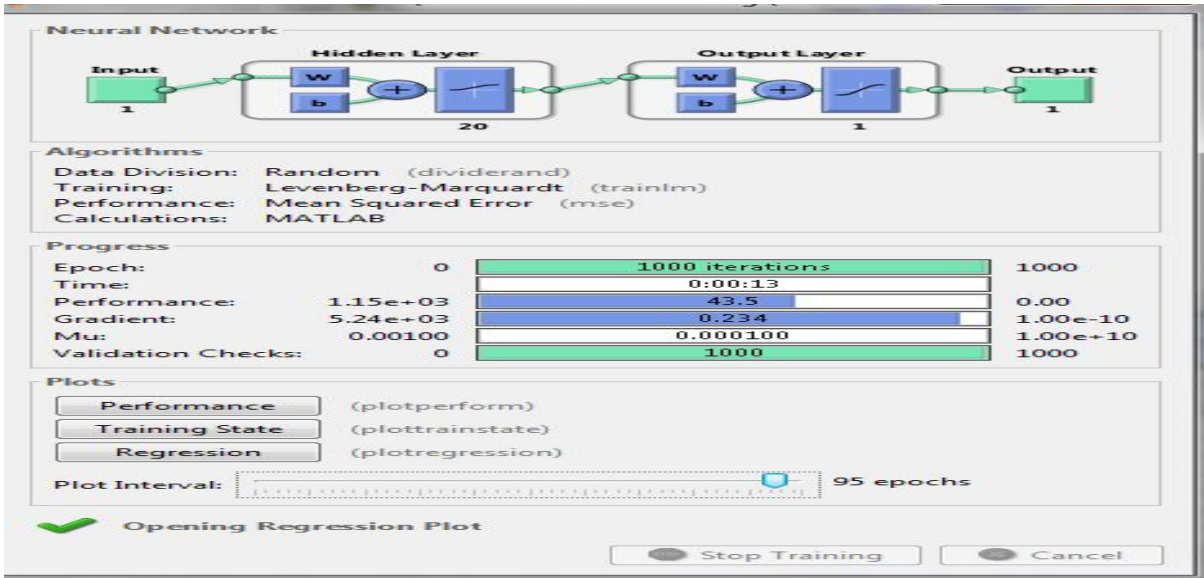 Neural Network
Hidden Layer
Output Layer
Input
Output
w
w
+
+
b
b
1
1
20
1
Algorithms
Data Division: Random (dividerand)
Training: Levenberg-Marquardt (trainlm)
Performance: Mean Squared Error (mse)
Calculations: MATLAB
Progress
Epoch: 0 1000 iterations 1000
Time: 0:00:13
Performance: 1.15e+03 43.5 0.00
Gradient: 5.24e+03 0.234 1.00e-10
Mu: 0.00100 0.000100 1.00e+10
Validation Checks: 0 1000 1000
Plots
Performance (plotperform)
Training State (plottrainstate)
Regression (plotregression)
Plot Interval: 95 epochs
Opening Regression Plot
Stop Training Cancel